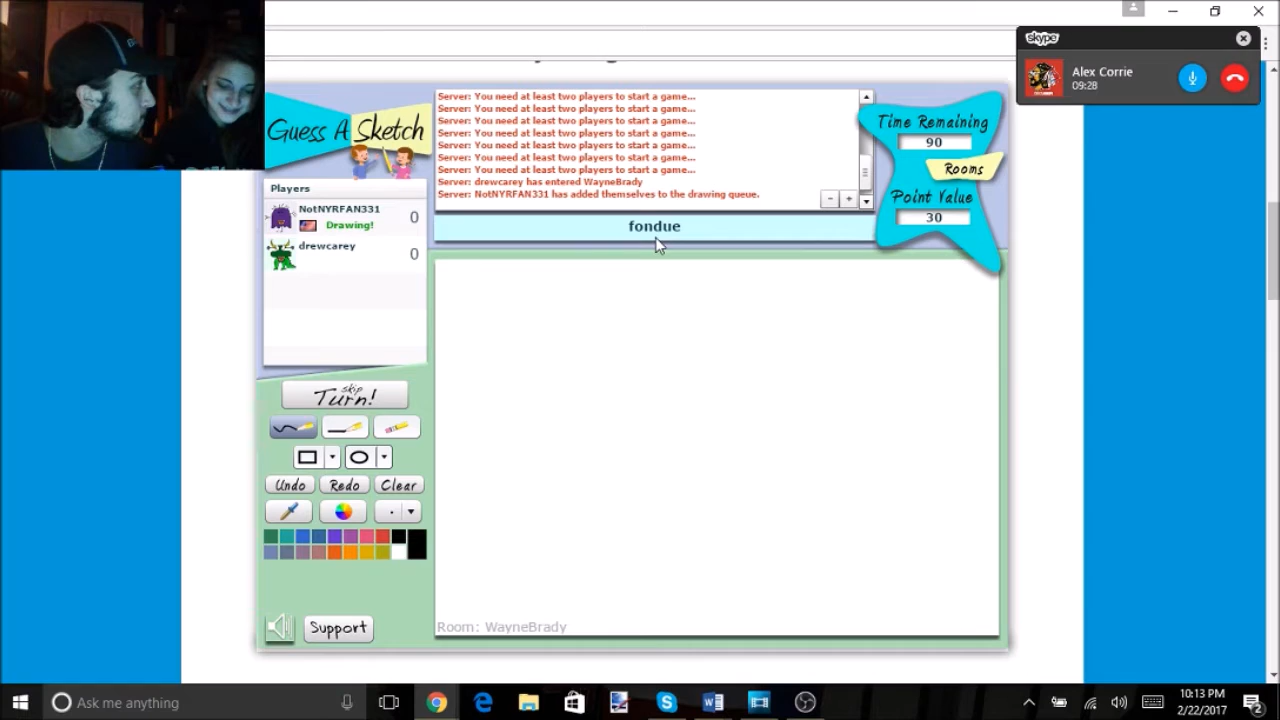 skype
Alex Corrie
09:28
Guess A Sketch
Server: You need at least two players to start a game...
Server: You need at least two players to start a game...
Server: You need at least two players to start a game...
Server: You need at least two players to start a game...
Server: You need at least two players to start a game...
Server: You need at least two players to start a game...
Server: You need at least two players to start a game...
Server: drewcarey has entered WayneBrady
Server: NotNYRFAN331 has added themselves to the drawing queue.
- +
Time Remaining
90
Rooms
Point Value
30
fondue
Players
NotNYRFAN331 0
Drawing!
drewcarey 0
skip
Turn!
Undo Redo Clear
Support
Room: WayneBrady
Ask me anything
10:13 PM
2/22/2017
2